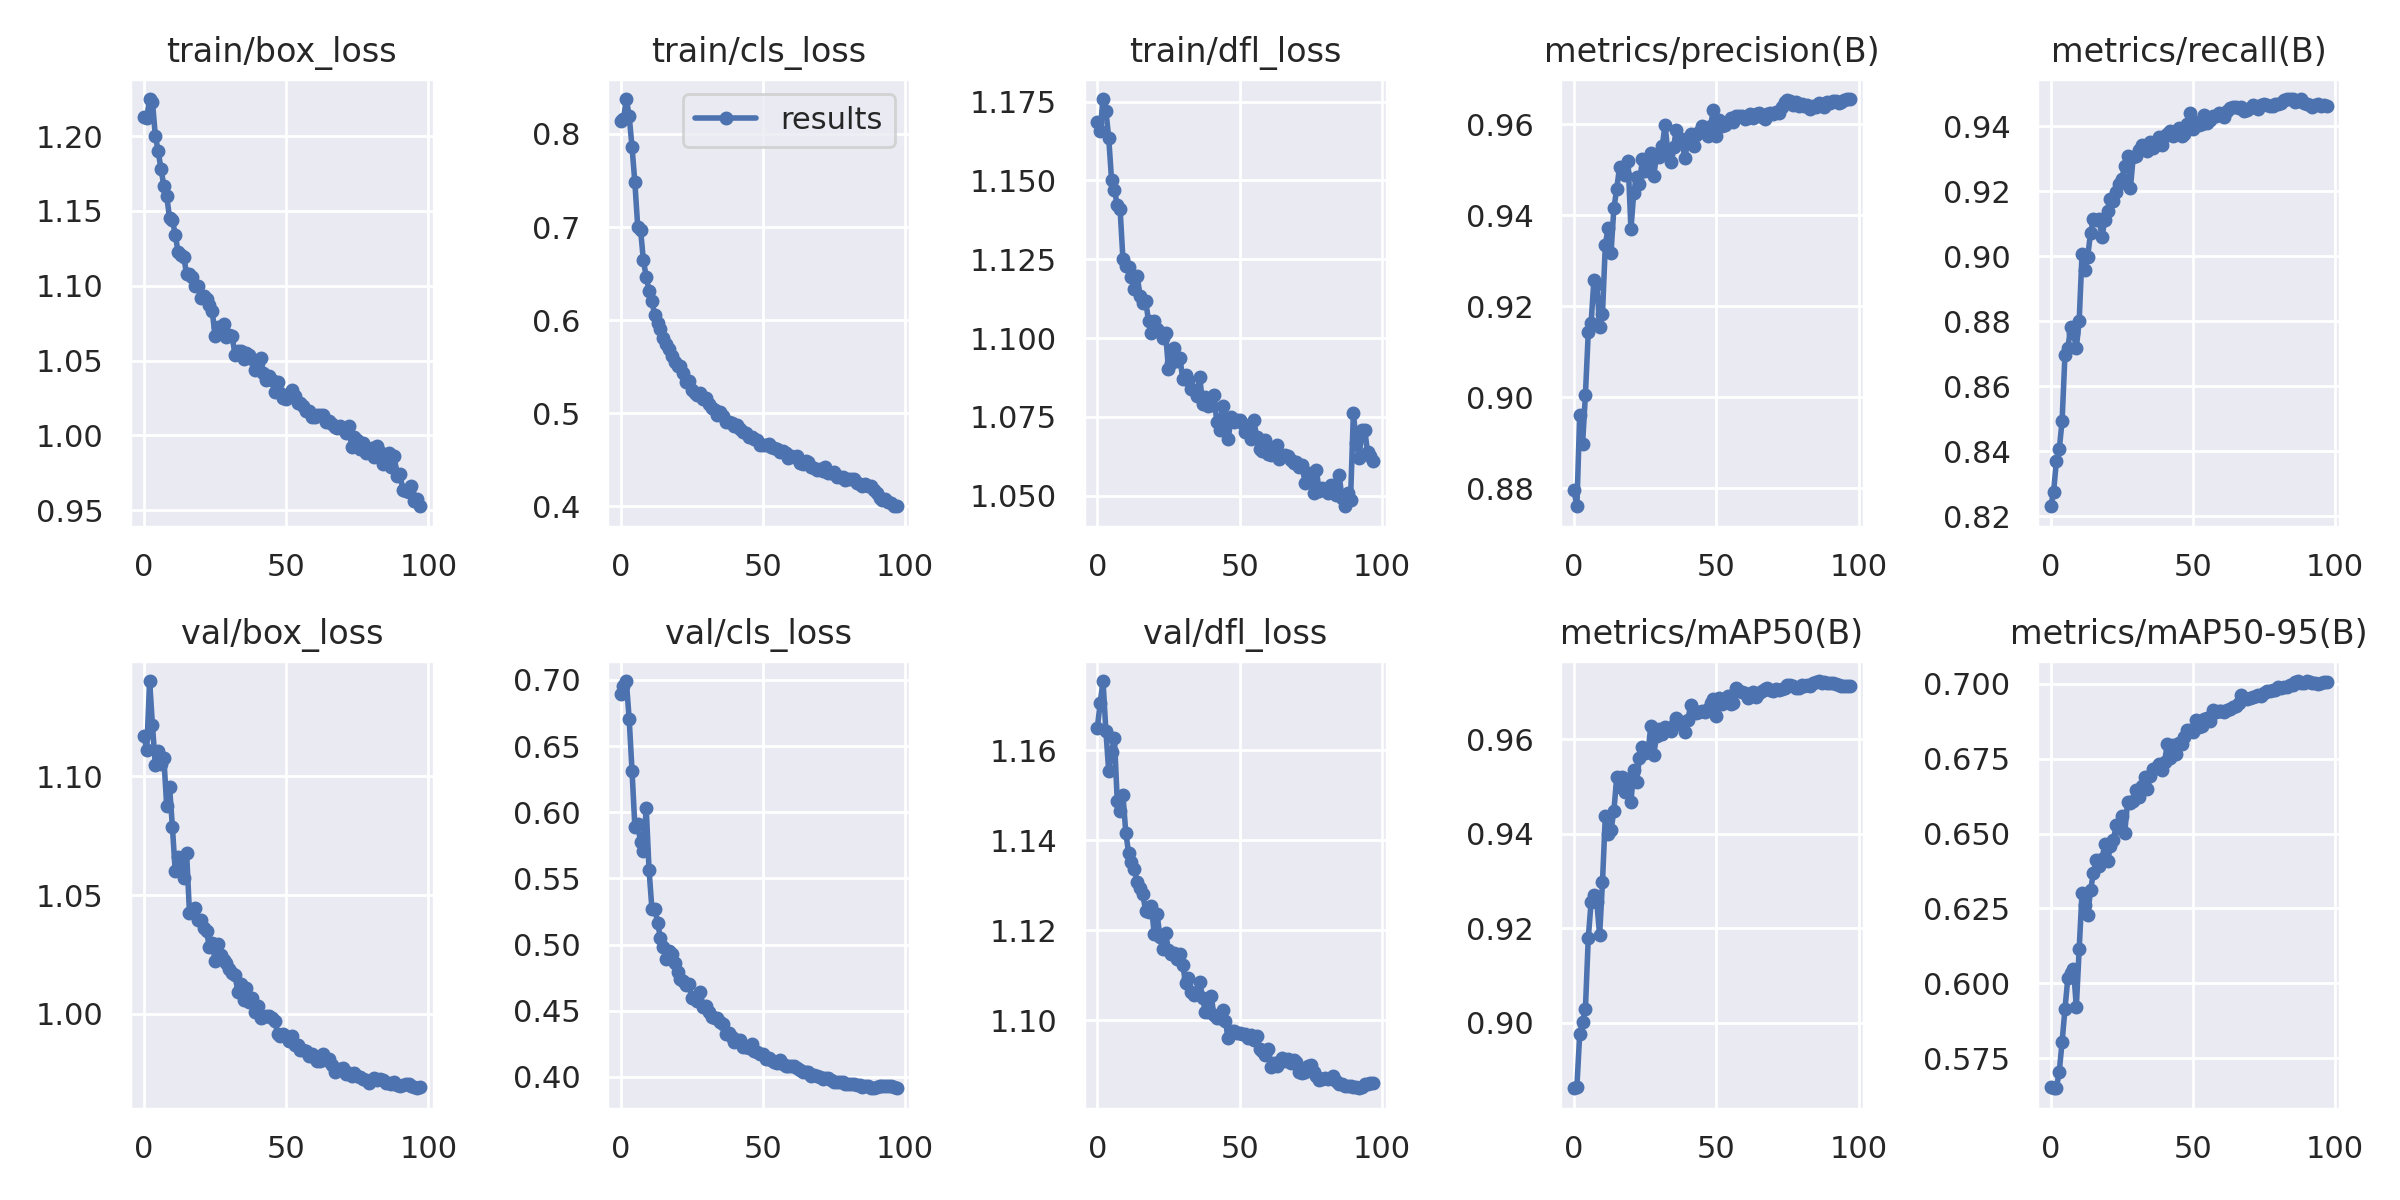 train/box_loss
1.20
1.15
1.10
1.05
1.00
0.95
0 50 100
train/cls_loss
results
0.8
0.7
0.6
0.5
0.4
0 50 100
train/dfl_loss
1.175
1.150
1.125
1.100
1.075
1.050
0 50 100
metrics/precision(B)
0.96
0.94
0.92
0.90
0.88
0 50 100
metrics/recall(B)
0.94
0.92
0.90
0.88
0.86
0.84
0.82
0 50 100
val/box_loss
1.10
1.05
1.00
0 50 100
val/cls_loss
0.70
0.65
0.60
0.55
0.50
0.45
0.40
0 50 100
val/dfl_loss
1.16
1.14
1.12
1.10
0 50 100
metrics/mAP50(B)
0.96
0.94
0.92
0.90
0 50 100
metrics/mAP50-95(B)
0.700
0.675
0.650
0.625
0.600
0.575
0 50 100